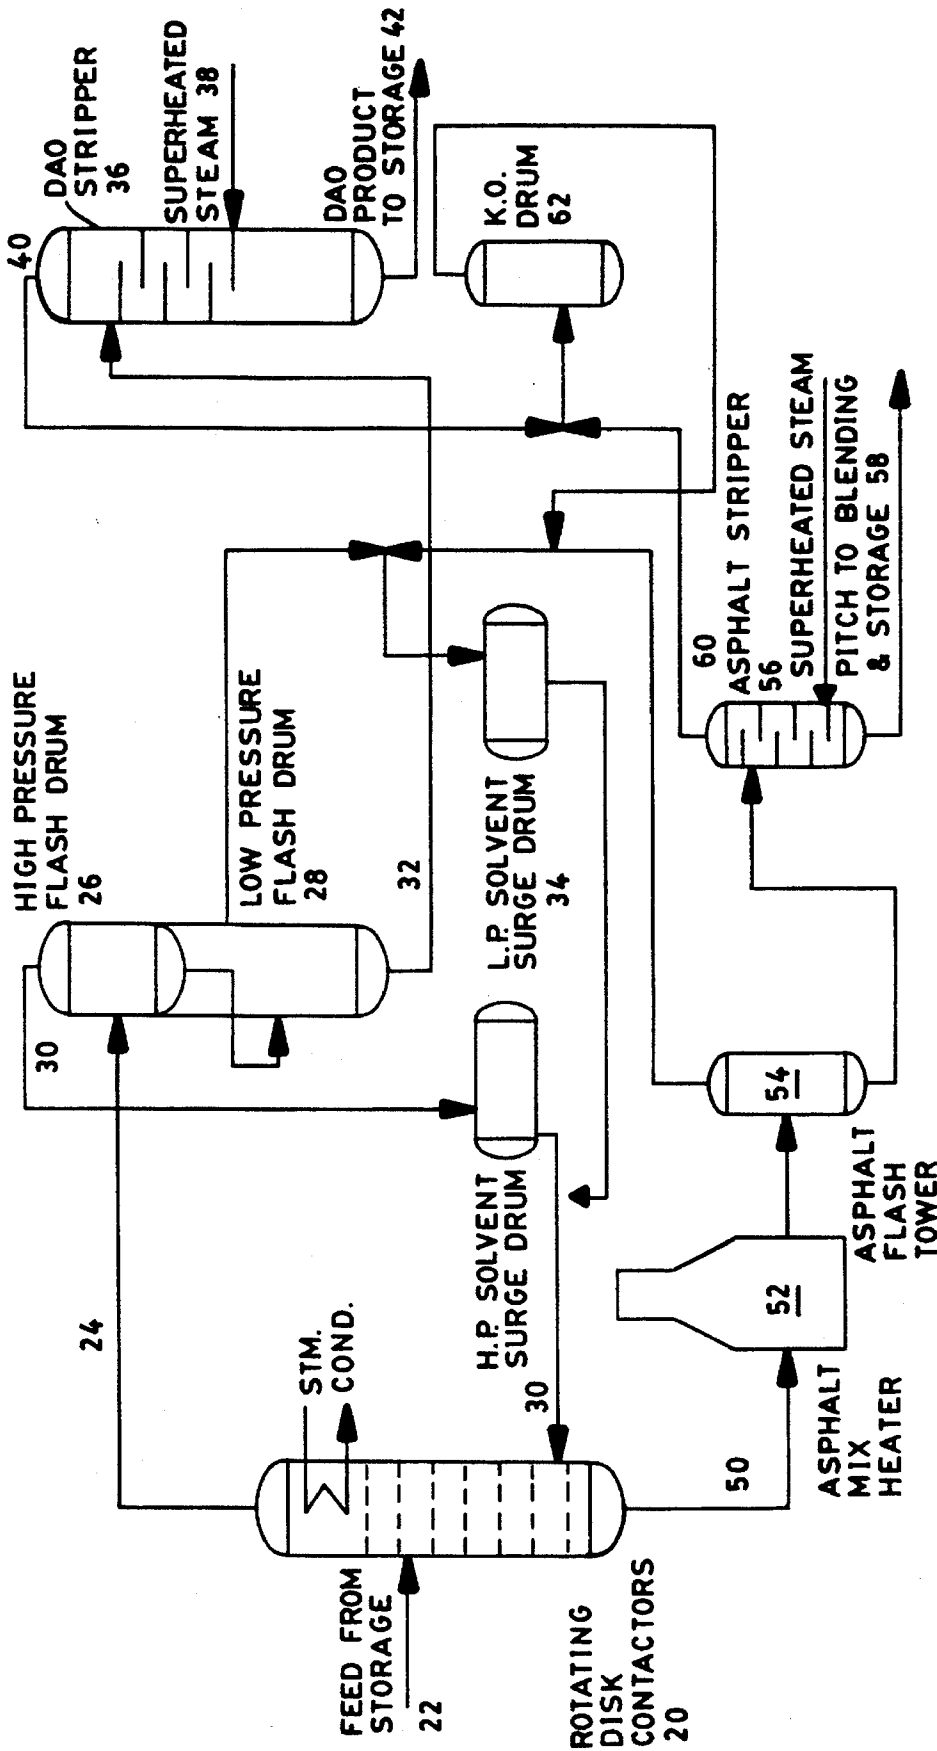 FEED FROM
STORAGE
22
ROTATING
DISK
CONTACTORS
20
STM.
COND.
24
30
HIGH PRESSURE
FLASH DRUM
26
LOW PRESSURE
FLASH DRUM
28
32
H.P. SOLVENT
SURGE DRUM
30
L.P. SOLVENT
SURGE DRUM
34
40
DAO
STRIPPER
36
SUPERHEATED
STEAM 38
DAO
PRODUCT
TO STORAGE 42
K.O.
DRUM
62
50
ASPHALT
MIX
HEATER
52
54
ASPHALT
FLASH
TOWER
60
ASPHALT STRIPPER
56
SUPERHEATED STEAM
PITCH TO BLENDING
& STORAGE 58